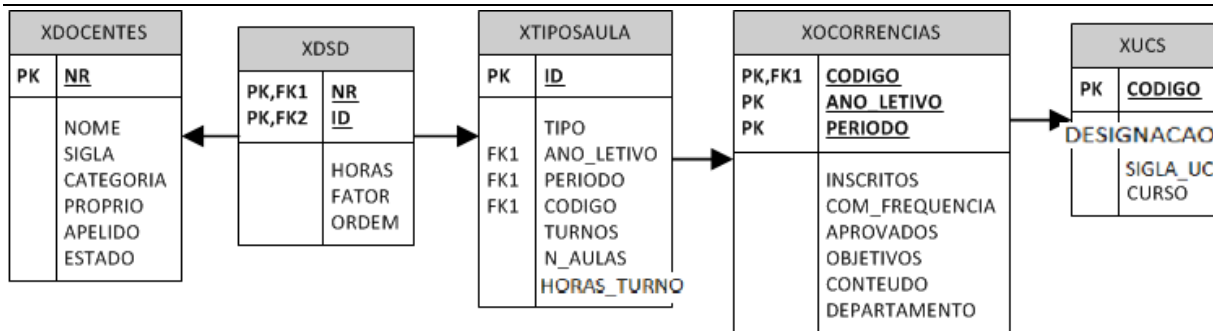 XDOCENTES
PK NR
NOME
SIGLA
CATEGORIA
PROPRIO
APELIDO
ESTADO
XDSD
PK,FK1 NR
PK,FK2 ID
HORAS
FATOR
ORDEM
XTIPOSAULA
PK ID
TIPO
FK1 ANO_LETIVO
FK1 PERIODO
FK1 CODIGO
TURNOS
N_AULAS
HORAS_TURNO
XOCORRENCIAS
PK,FK1 CODIGO
PK ANO_LETIVO
PK PERIODO
INSCRITOS
COM_FREQUENCIA
APROVADOS
OBJETIVOS
CONTEUDO
DEPARTAMENTO
XUCS
PK CODIGO
DESIGNACAO
SIGLA_UC
CURSO